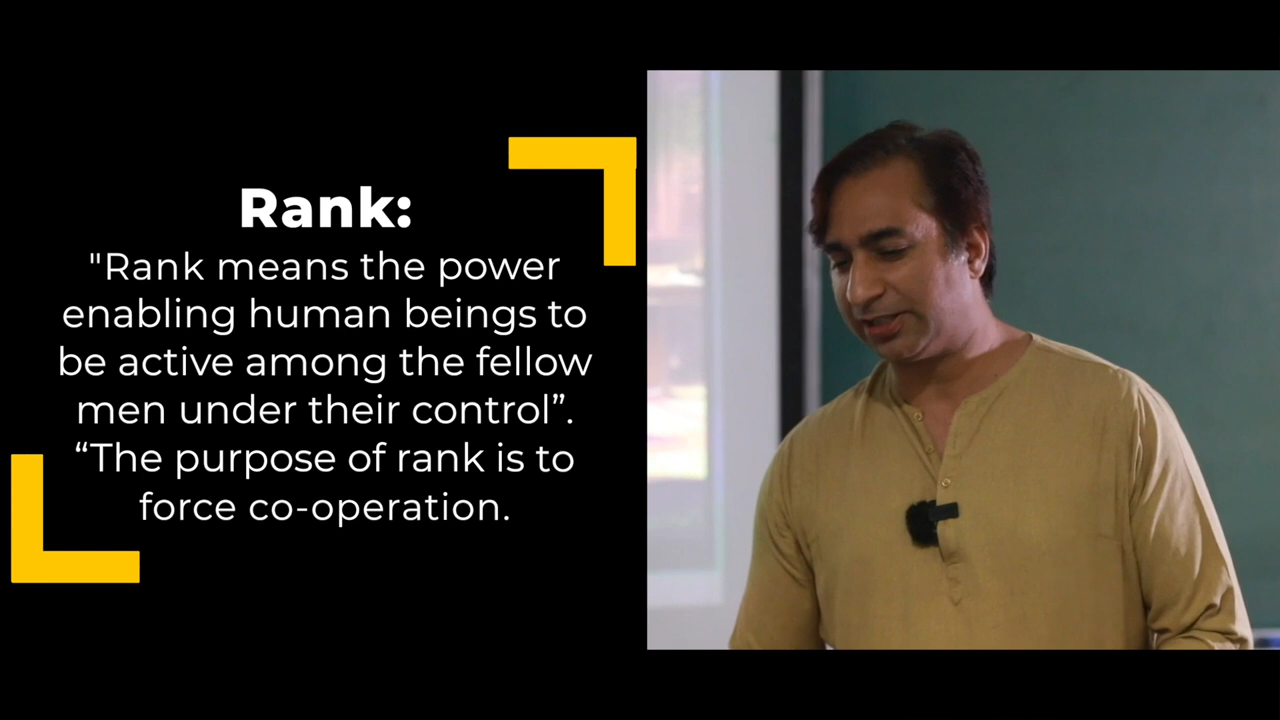 Rank:
"Rank means the power
enabling human beings to
be active among the fellow
men under their control”.
“The purpose of rank is to
force co-operation.